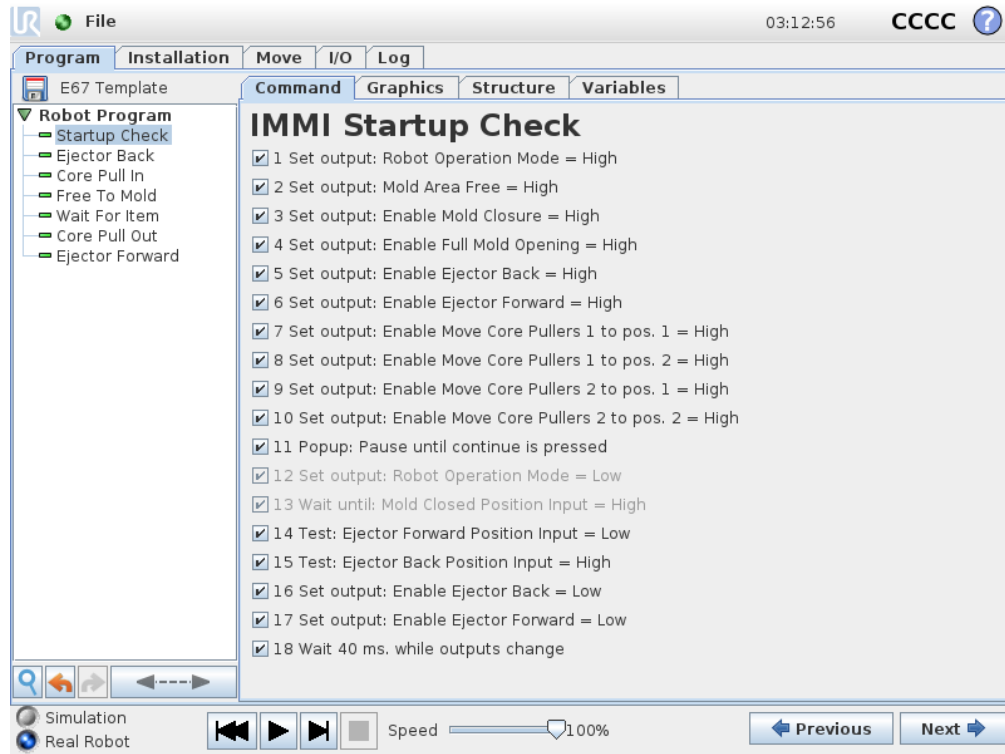 UR File 03:12:56 CCCC ?
Program Installation Move I/O Log
E67 Template
Command Graphics Structure Variables
Robot Program
Startup Check
Ejector Back
Core Pull In
Free To Mold
Wait For Item
Core Pull Out
Ejector Forward
IMMI Startup Check
1 Set output: Robot Operation Mode = High
2 Set output: Mold Area Free = High
3 Set output: Enable Mold Closure = High
4 Set output: Enable Full Mold Opening = High
5 Set output: Enable Ejector Back = High
6 Set output: Enable Ejector Forward = High
7 Set output: Enable Move Core Pullers 1 to pos. 1 = High
8 Set output: Enable Move Core Pullers 1 to pos. 2 = High
9 Set output: Enable Move Core Pullers 2 to pos. 1 = High
10 Set output: Enable Move Core Pullers 2 to pos. 2 = High
11 Popup: Pause until continue is pressed
12 Set output: Robot Operation Mode = Low
13 Wait until: Mold Closed Position Input = High
14 Test: Ejector Forward Position Input = Low
15 Test: Ejector Back Position Input = High
16 Set output: Enable Ejector Back = Low
17 Set output: Enable Ejector Forward = Low
18 Wait 40 ms. while outputs change
Simulation
Real Robot
Speed 100%
Previous Next